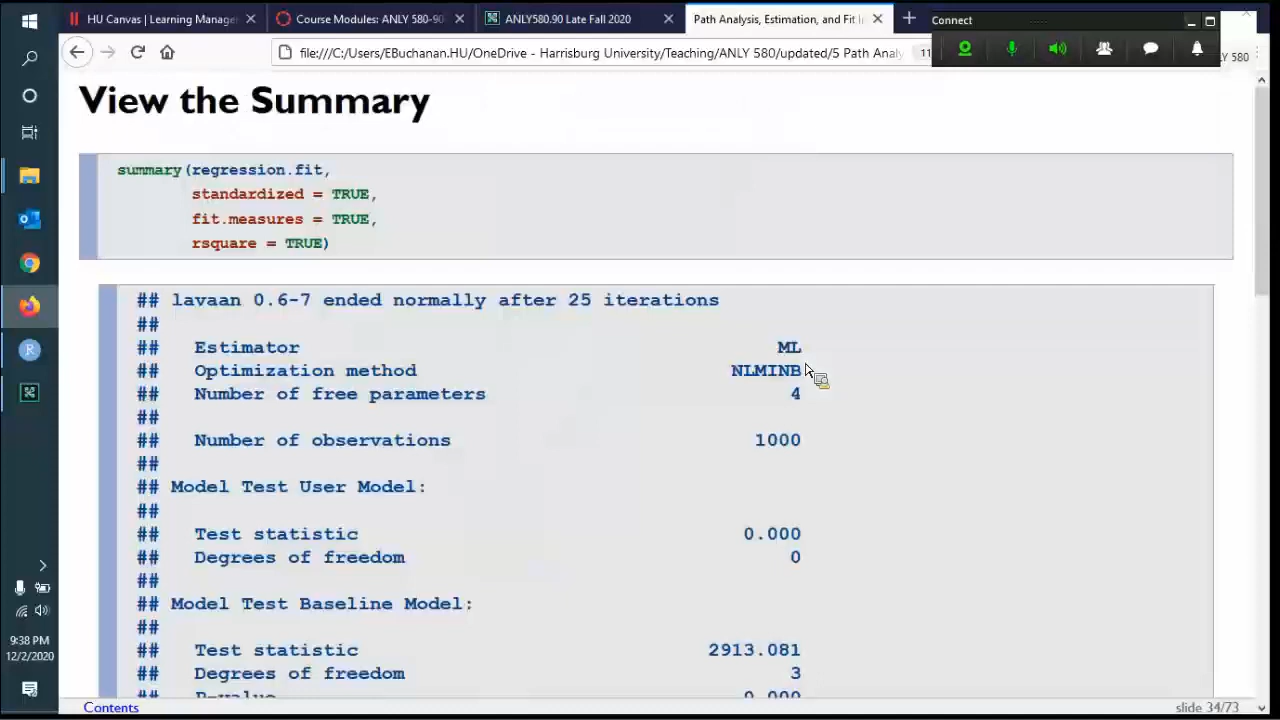 HU Canvas | Learning Manage
Course Modules: ANLY 580-90
ANLY580.90 Late Fall 2020
Path Analysis, Estimation, and Fit I
Connect
file:///C:/Users/EBuchanan.HU/OneDrive - Harrisburg University/Teaching/ANLY 580/updated/5 Path Analy
11
LY 580
View the Summary
summary(regression.fit,
standardized = TRUE,
fit.measures = TRUE,
rsquare = TRUE)
## lavaan 0.6-7 ended normally after 25 iterations
##
## Estimator ML
## Optimization method NLMINB
## Number of free parameters 4
##
## Number of observations 1000
##
## Model Test User Model:
##
## Test statistic 0.000
## Degrees of freedom 0
##
## Model Test Baseline Model:
##
## Test statistic 2913.081
## Degrees of freedom 3
## P-value 0.000
9:38 PM
12/2/2020
Contents
slide 34/73